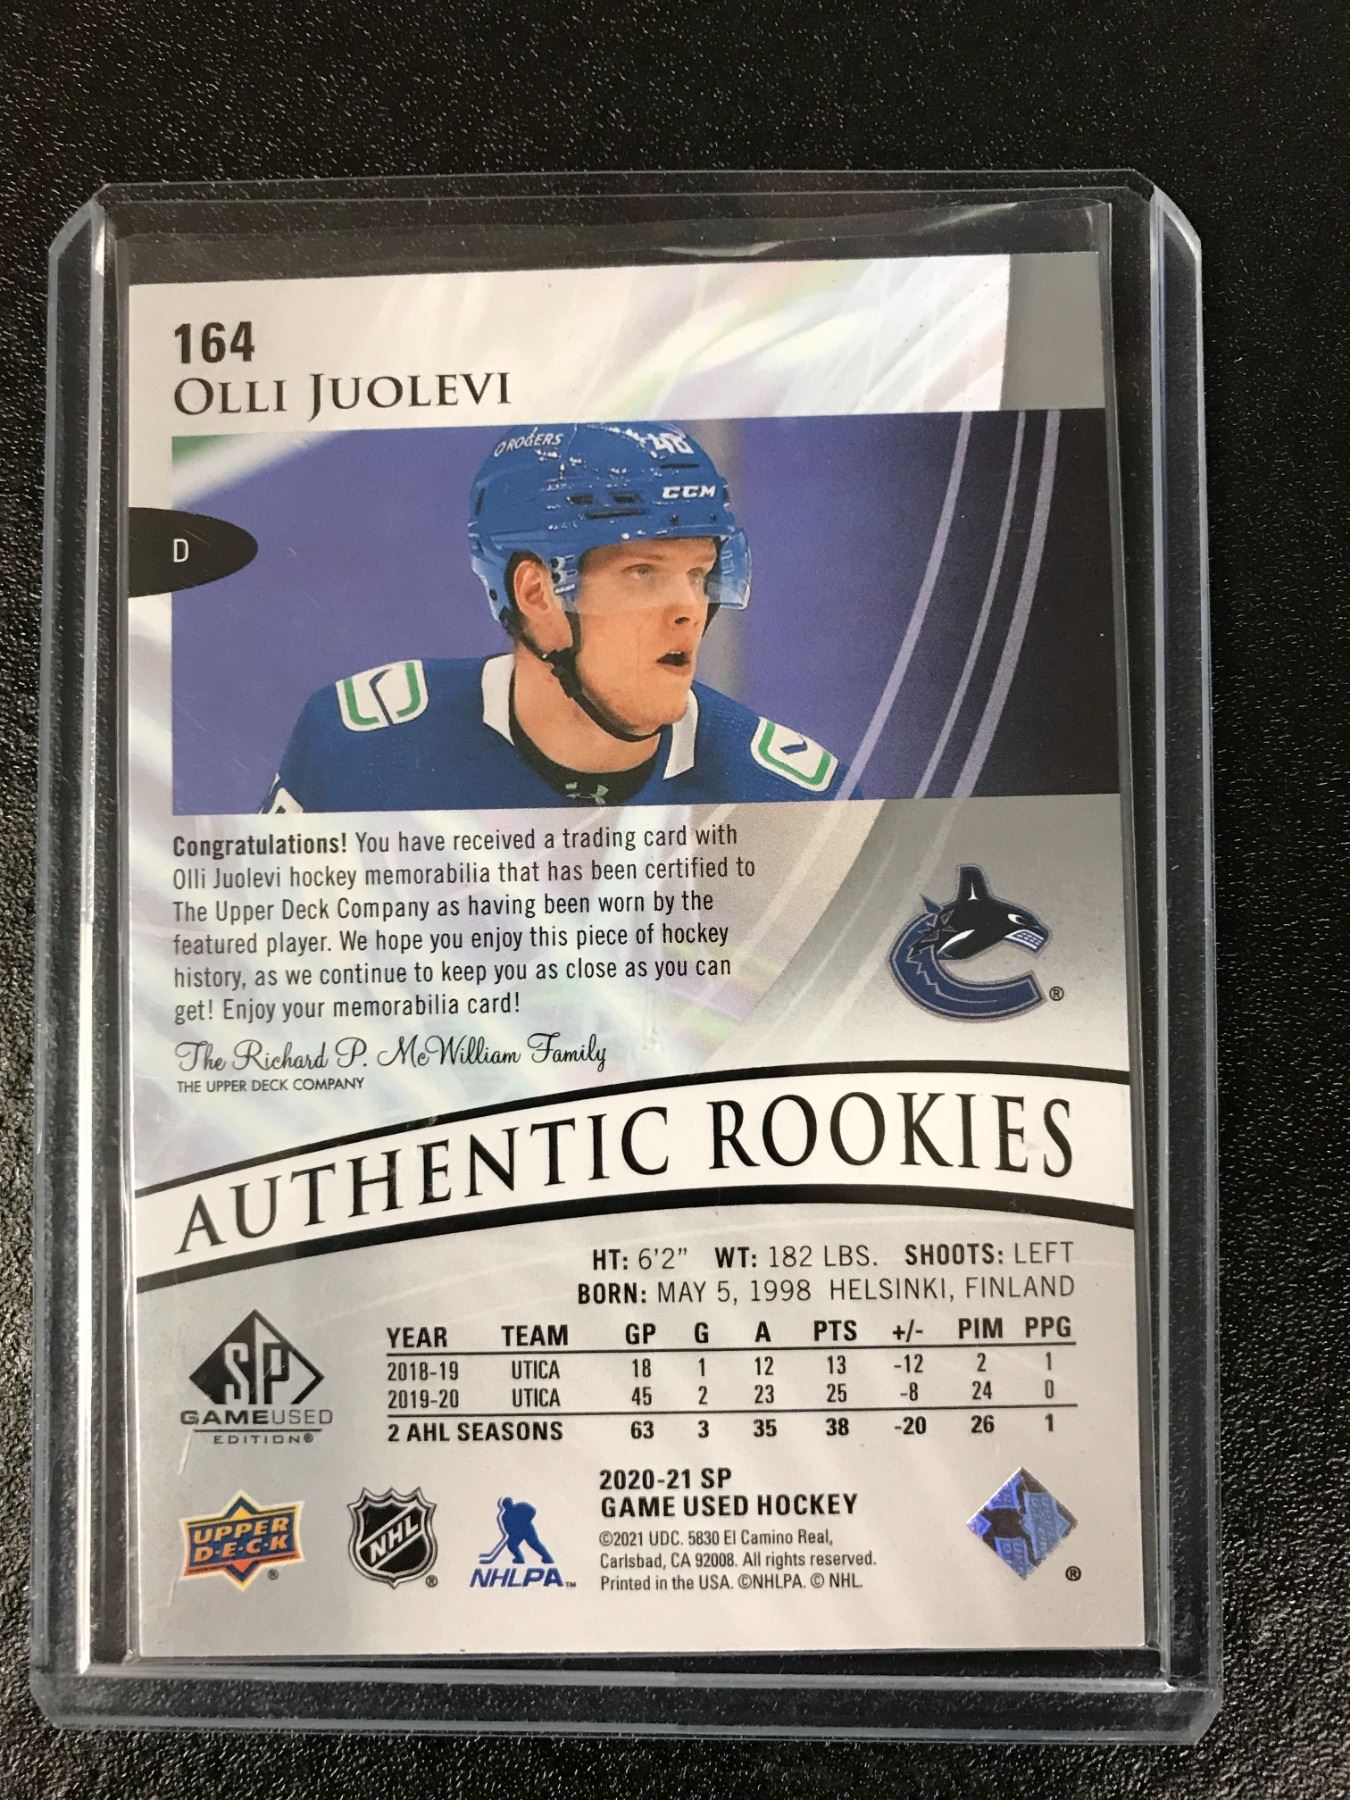 164
OLLI JUOLEVI
ROGERS
48
CCM
D
Congratulations! You have received a trading card with
Olli Juolevi hockey memorabilia that has been certified to
The Upper Deck Company as having been worn by the
featured player. We hope you enjoy this piece of hockey
history, as we continue to keep you as close as you can
get! Enjoy your memorabilia card!
®
The Richard P. McWilliam Family
THE UPPER DECK COMPANY
AUTHENTIC ROOKIES
HT: 6'2" WT: 182 LBS. SHOOTS: LEFT
BORN: MAY 5, 1998 HELSINKI, FINLAND
YEAR TEAM GP G A PTS +/- PIM PPG
2018-19 UTICA 18 1 12 13 -12 2 1
2019-20 UTICA 45 2 23 25 -8 24 0
2 AHL SEASONS 63 3 35 38 -20 26 1
SP
GAMEUSED
EDITION®
2020-21 SP
GAME USED HOCKEY
©2021 UDC. 5830 El Camino Real,
Carlsbad, CA 92008. All rights reserved.
Printed in the USA. ©NHLPA. © NHL.
UPPER
D·E·C·K
®
NHL
®
NHLPA™
®